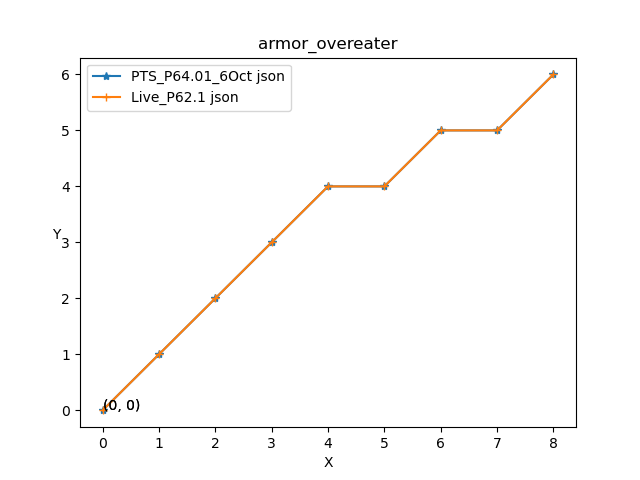 armor_overeater
PTS_P64.01_6Oct json
Live_P62.1 json
6
5
4
3
2
1
0
Y
(0, 0)
0 1 2 3 4 5 6 7 8
X